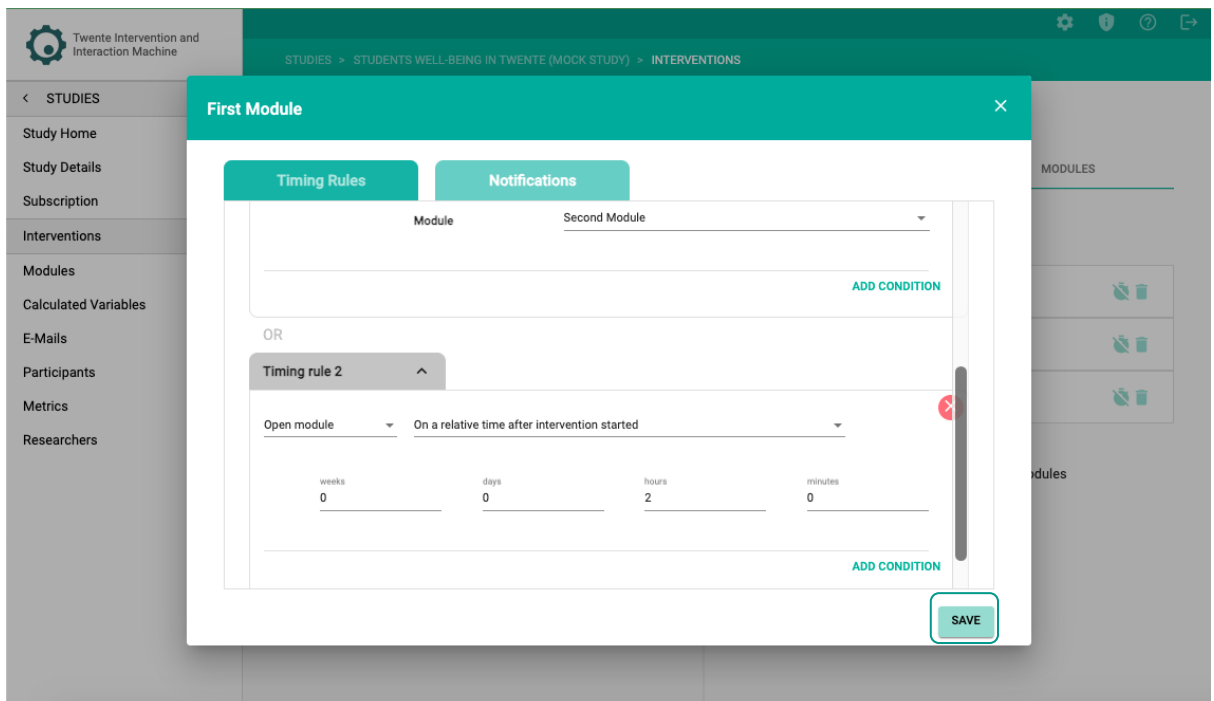 Twente Intervention and
Interaction Machine
STUDIES > STUDENTS WELL-BEING IN TWENTE (MOCK STUDY) > INTERVENTIONS
< STUDIES
Study Home
Study Details
Subscription
Interventions
Modules
Calculated Variables
E-Mails
Participants
Metrics
Researchers
First Module
Timing Rules
Notifications
Module
Second Module
ADD CONDITION
OR
Timing rule 2
Open module
On a relative time after intervention started
weeks
0
days
0
hours
2
minutes
0
ADD CONDITION
SAVE
MODULES
odules